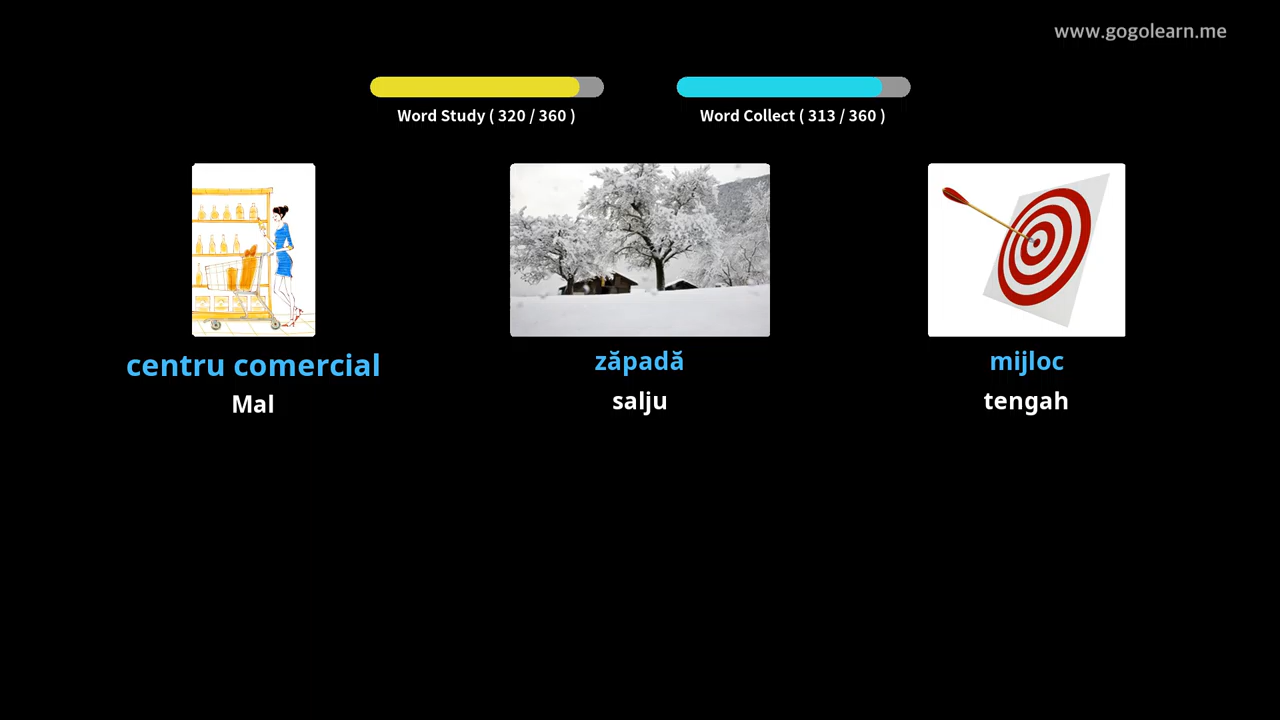 www.gogolearn.me
Word Study ( 320 / 360 )
Word Collect ( 313 / 360 )
centru comercial
Mal
zăpadă
salju
mijloc
tengah